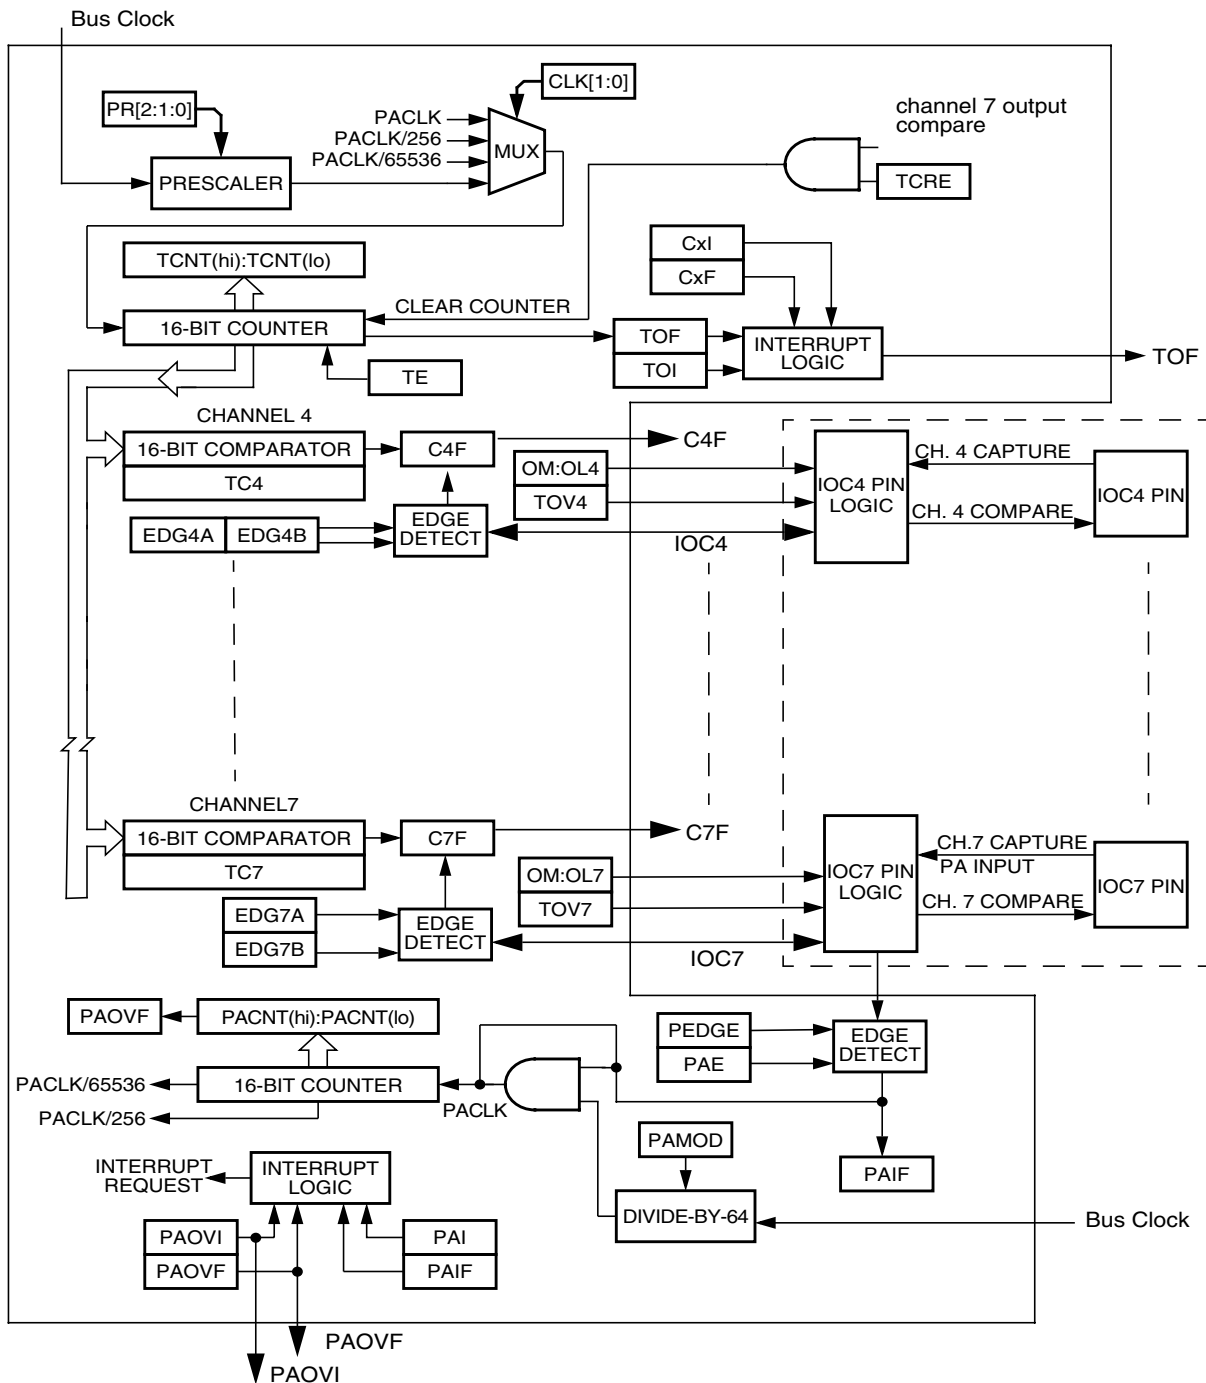 Bus Clock
PR[2:1:0]
CLK[1:0]
PACLK
PACLK/256
PACLK/65536
MUX
PRESCALER
channel 7 output
compare
TCRE
TCNT(hi):TCNT(lo)
CxI
CxF
CLEAR COUNTER
16-BIT COUNTER
TOF
TOI
INTERRUPT
LOGIC
TOF
TE
CHANNEL 4
16-BIT COMPARATOR
TC4
C4F
C4F
OM:OL4
TOV4
IOC4 PIN
LOGIC
CH. 4 CAPTURE
CH. 4 COMPARE
IOC4 PIN
EDG4A
EDG4B
EDGE
DETECT
IOC4
CHANNEL7
16-BIT COMPARATOR
TC7
C7F
C7F
OM:OL7
TOV7
IOC7 PIN
LOGIC
CH.7 CAPTURE
PA INPUT
CH. 7 COMPARE
IOC7 PIN
EDG7A
EDG7B
EDGE
DETECT
IOC7
PAOVF
PACNT(hi):PACNT(lo)
PEDGE
PAE
EDGE
DETECT
PACLK/65536
16-BIT COUNTER
PACLK
PACLK/256
PAMOD
PAIF
INTERRUPT
REQUEST
INTERRUPT
LOGIC
DIVIDE-BY-64
Bus Clock
PAOVI
PAOVF
PAI
PAIF
PAOVF
PAOVI